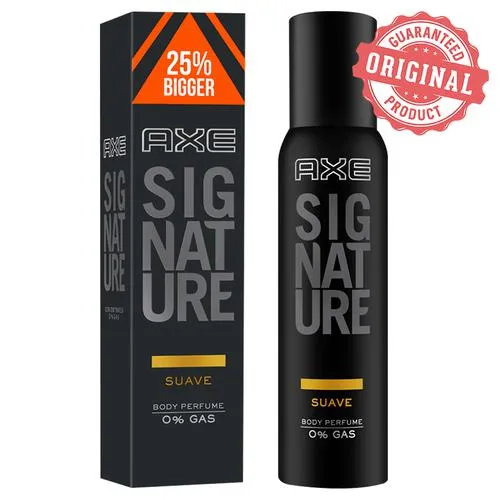 25%
BIGGER
AXE
SIG
NAT
URE
SUAVE
BODY PERFUME
0% GAS
AXE
SIG
NAT
URE
SUAVE
BODY PERFUME
0% GAS
GUARANTEED
ORIGINAL
PRODUCT